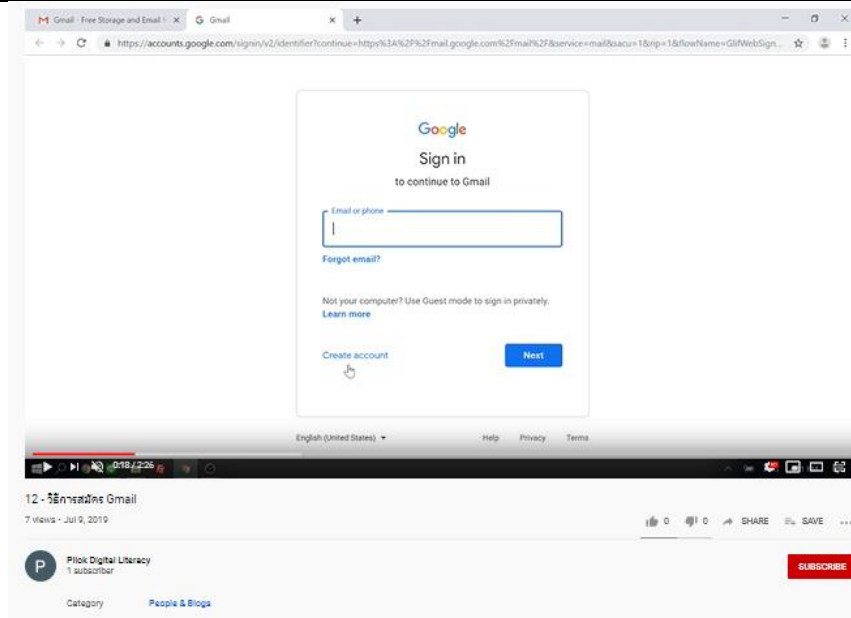 Gmail - Free Storage and Email f
Gmail
https://accounts.google.com/signin/v2/identifier?continue=https%3A%2F%2Fmail.google.com%2Fmail%2F&service=mail&sacu=1&rip=1&flowName=GlifWebSign...
Google
Sign in
to continue to Gmail
Email or phone
Forgot email?
Not your computer? Use Guest mode to sign in privately.
Learn more
Create account
Next
English (United States)
Help Privacy Terms
0:18 / 2:26
12 - วิธีการสมัคร Gmail
7 views - Jul 9, 2019
0 0 SHARE SAVE ...
P
Pilok Digital Literacy
1 subscriber
SUBSCRIBE
Category People & Blogs